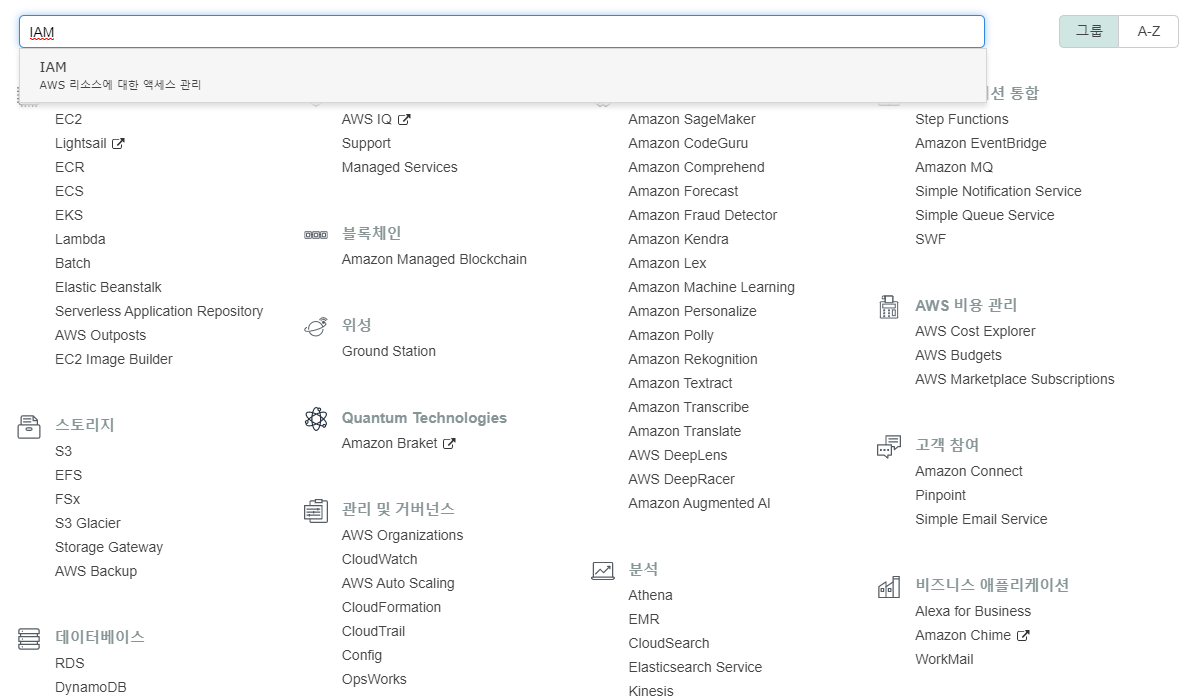 IAM
그룹
A-Z
IAM
AWS 리소스에 대한 액세스 관리
EC2
Lightsail
ECR
ECS
EKS
Lambda
Batch
Elastic Beanstalk
Serverless Application Repository
AWS Outposts
EC2 Image Builder
스토리지
S3
EFS
FSx
S3 Glacier
Storage Gateway
AWS Backup
데이터베이스
RDS
DynamoDB
AWS IQ
Support
Managed Services
블록체인
Amazon Managed Blockchain
위성
Ground Station
Quantum Technologies
Amazon Braket
관리 및 거버넌스
AWS Organizations
CloudWatch
AWS Auto Scaling
CloudFormation
CloudTrail
Config
OpsWorks
Amazon SageMaker
Amazon CodeGuru
Amazon Comprehend
Amazon Forecast
Amazon Fraud Detector
Amazon Kendra
Amazon Lex
Amazon Machine Learning
Amazon Personalize
Amazon Polly
Amazon Rekognition
Amazon Textract
Amazon Transcribe
Amazon Translate
AWS DeepLens
AWS DeepRacer
Amazon Augmented AI
분석
Athena
EMR
CloudSearch
Elasticsearch Service
Kinesis
션 통합
Step Functions
Amazon EventBridge
Amazon MQ
Simple Notification Service
Simple Queue Service
SWF
AWS 비용 관리
AWS Cost Explorer
AWS Budgets
AWS Marketplace Subscriptions
고객 참여
Amazon Connect
Pinpoint
Simple Email Service
비즈니스 애플리케이션
Alexa for Business
Amazon Chime
WorkMail